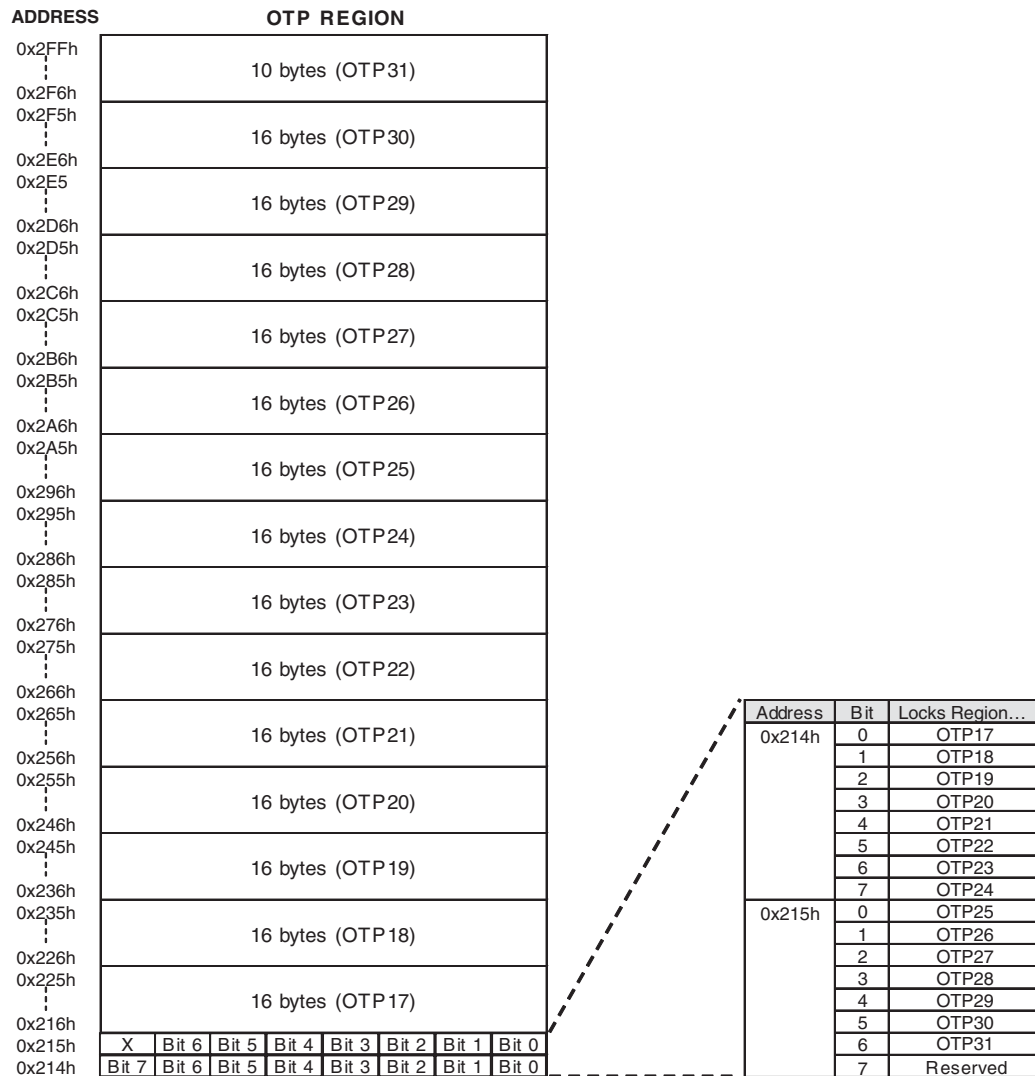 ADDRESS OTP REGION
0x2FFh
10 bytes (OTP31)
0x2F6h
0x2F5h
16 bytes (OTP30)
0x2E6h
0x2E5
16 bytes (OTP29)
0x2D6h
0x2D5h
16 bytes (OTP28)
0x2C6h
0x2C5h
16 bytes (OTP27)
0x2B6h
0x2B5h
16 bytes (OTP26)
0x2A6h
0x2A5h
16 bytes (OTP25)
0x296h
0x295h
16 bytes (OTP24)
0x286h
0x285h
16 bytes (OTP23)
0x276h
0x275h
16 bytes (OTP22)
0x266h
0x265h
16 bytes (OTP21)
0x256h
0x255h
16 bytes (OTP20)
0x246h
0x245h
16 bytes (OTP19)
0x236h
0x235h
16 bytes (OTP18)
0x226h
0x225h
16 bytes (OTP17)
0x216h
0x215h X Bit 6 Bit 5 Bit 4 Bit 3 Bit 2 Bit 1 Bit 0
0x214h Bit 7 Bit 6 Bit 5 Bit 4 Bit 3 Bit 2 Bit 1 Bit 0
Address Bit Locks Region...
0x214h 0 OTP17
1 OTP18
2 OTP19
3 OTP20
4 OTP21
5 OTP22
6 OTP23
7 OTP24
0x215h 0 OTP25
1 OTP26
2 OTP27
3 OTP28
4 OTP29
5 OTP30
6 OTP31
7 Reserved